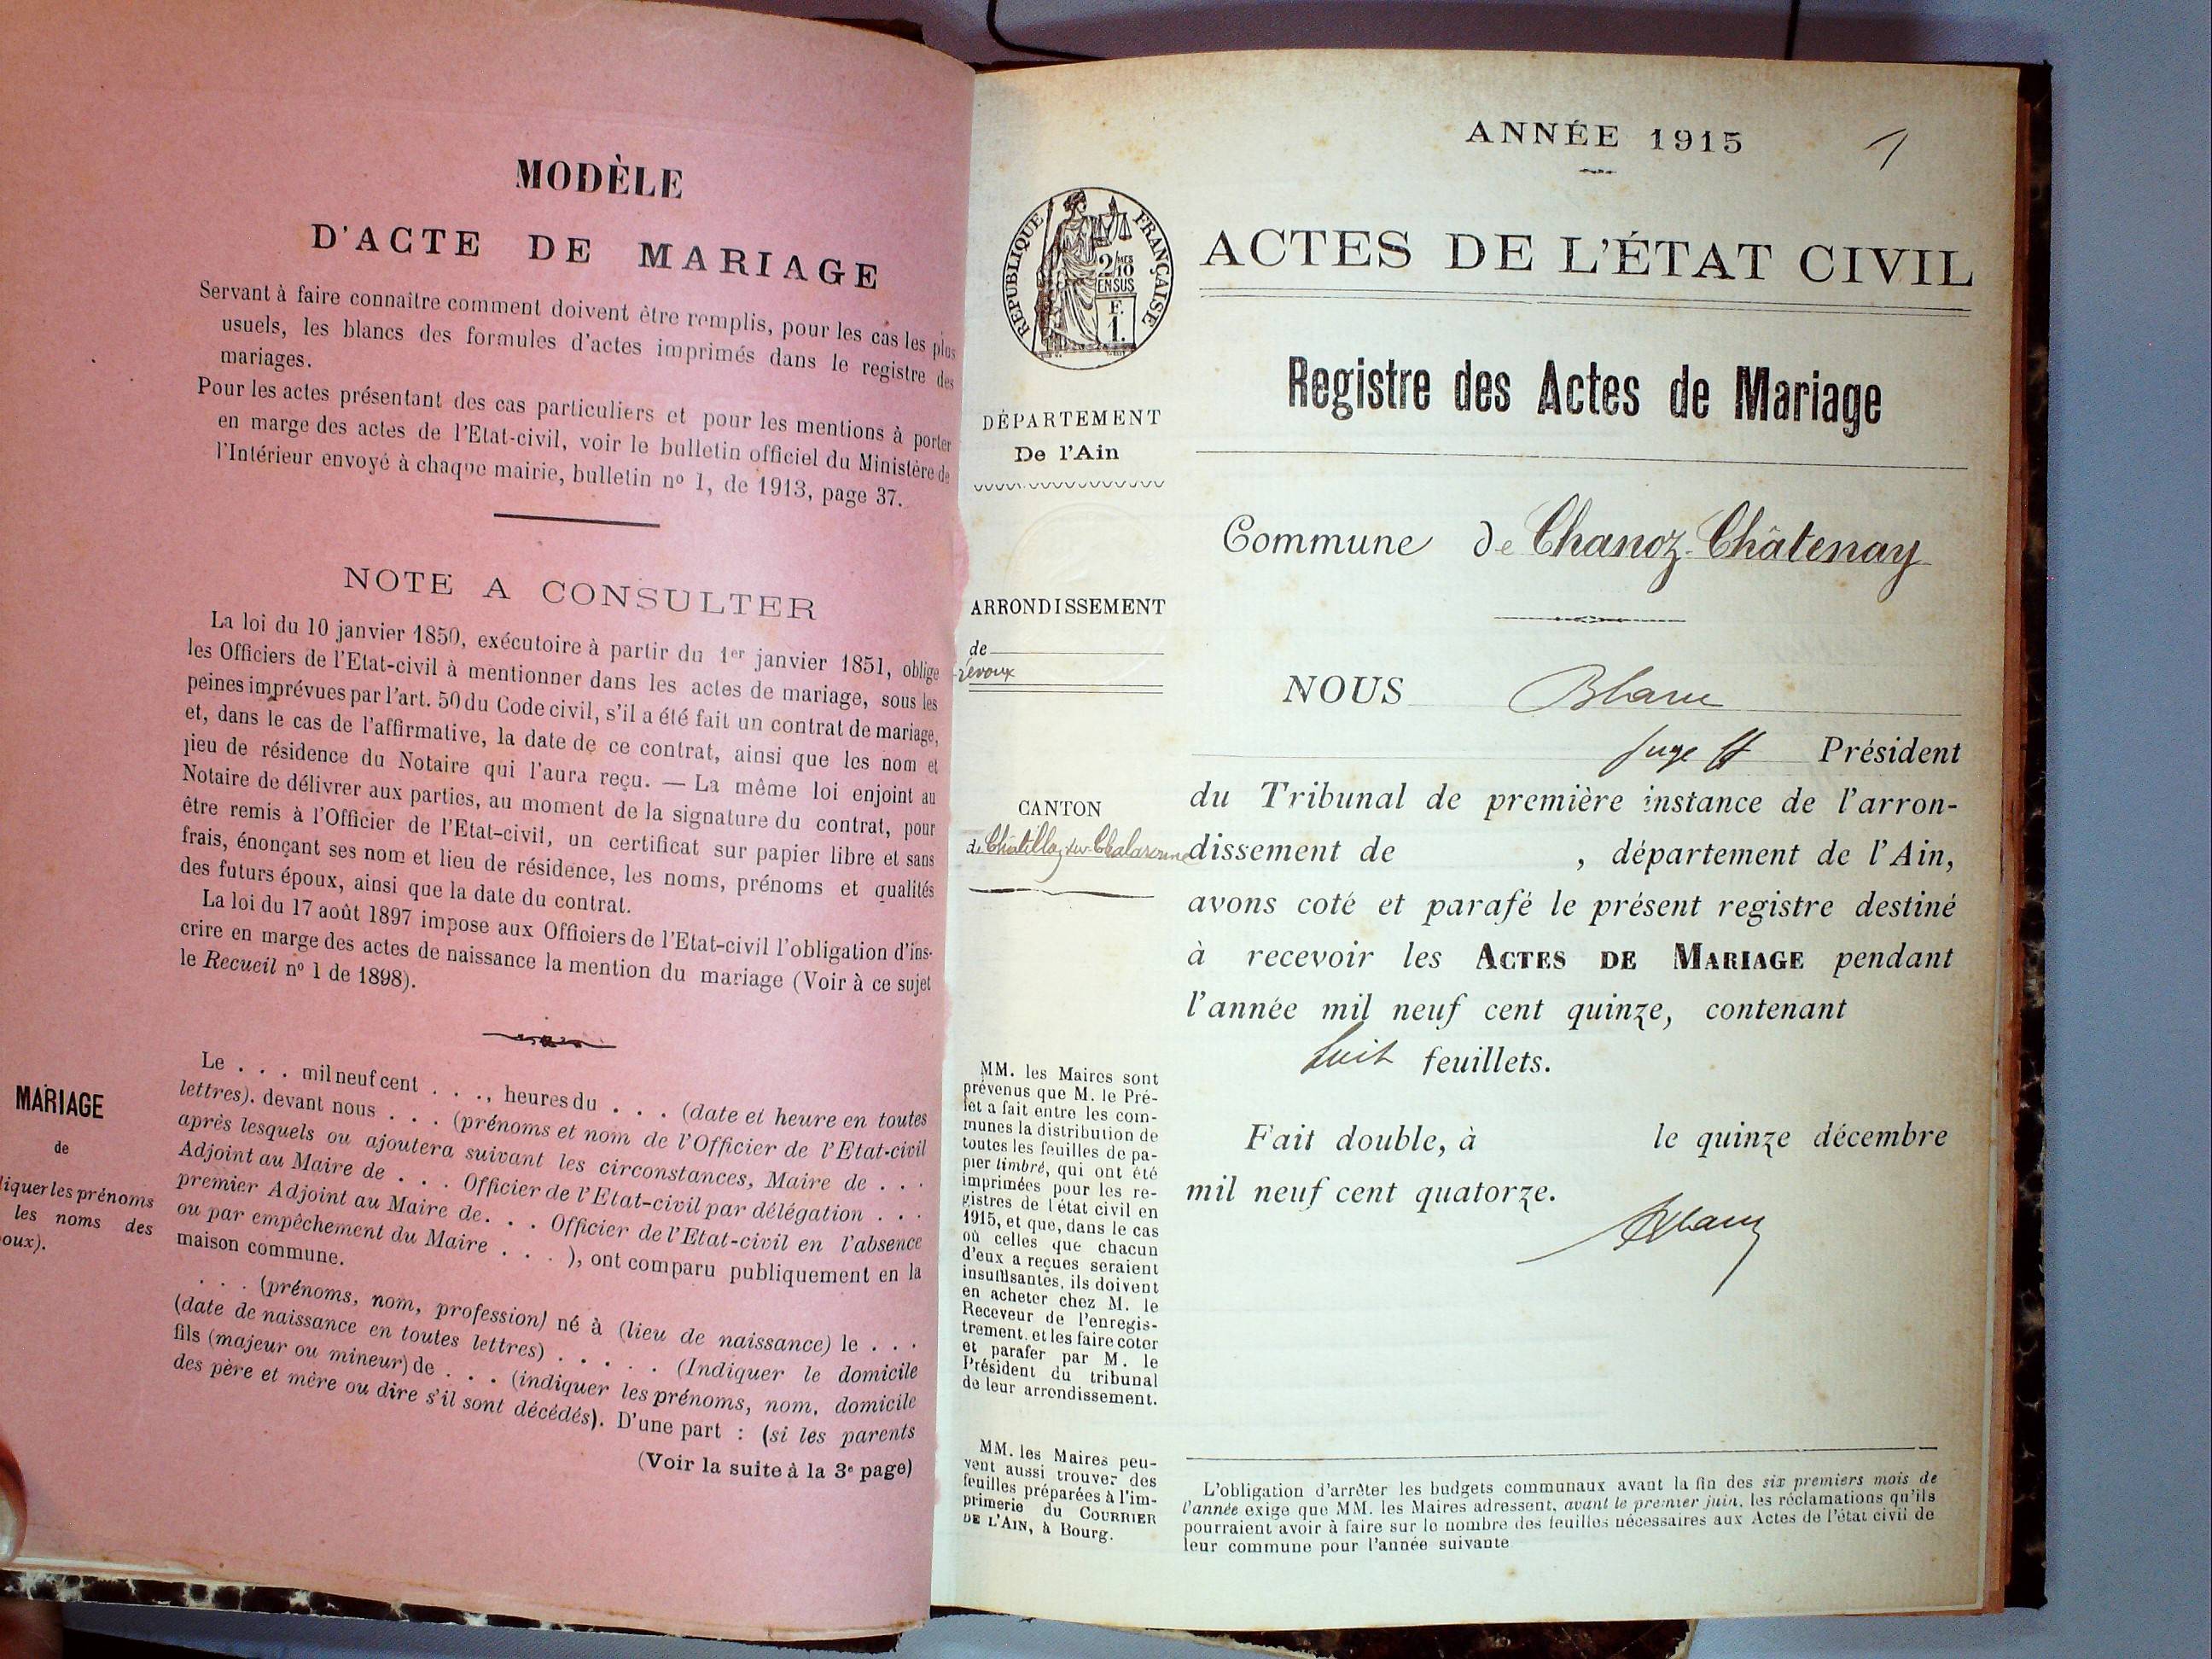 MODÈLE
D'ACTE DE MARIAGE
Servant à faire connaître comment doivent être remplis, pour les cas les plus
usuels, les blancs des formules d'actes imprimés dans le registre des
mariages.
Pour les actes présentant des cas particuliers et pour les mentions à porter
en marge des actes de l'Etat-civil, voir le bulletin officiel du Ministère de
l'Intérieur envoyé à chaque mairie, bulletin nº 1, de 1913, page 37.
NOTE A CONSULTER
La loi du 10 janvier 1850, exécutoire à partir du 1er janvier 1851, oblige
les Officiers de l'Etat-civil à mentionner dans les actes de mariage, sous les
peines imprévues par l'art. 50 du Code civil, s'il a été fait un contrat de mariage,
et, dans le cas de l'affirmative, la date de ce contrat, ainsi que les nom et
lieu de résidence du Notaire qui l'aura reçu. — La même loi enjoint au
Notaire de délivrer aux parties, au moment de la signature du contrat, pour
être remis à l'Officier de l'Etat-civil, un certificat sur papier libre et sans
frais, énonçant ses nom et lieu de résidence, les noms, prénoms et qualités
des futurs époux, ainsi que la date du contrat.
La loi du 17 août 1897 impose aux Officiers de l'Etat-civil l'obligation d'ins-
crire en marge des actes de naissance la mention du mariage (Voir à ce sujet
le Recueil nº 1 de 1898).
MARIAGE
de
liquer les prénoms
les noms des
oux).
Le . . . mil neuf cent . . ., heures du . . . (date et heure en toutes
lettres). devant nous . . . (prénoms et nom de l'Officier de l'Etat-civil
après lesquels ou ajoutera suivant les circonstances, Maire de . . .
Adjoint au Maire de . . . Officier de l'Etat-civil par délégation . . .
premier Adjoint au Maire de. . . Officier de l'Etat-civil en l'absence
ou par empêchement du Maire . . . ), ont comparu publiquement en la
maison commune.
. . . (prénoms, nom, profession) né à (lieu de naissance) le . . .
(date de naissance en toutes lettres) . . . . . (Indiquer le domicile
fils (majeur ou mineur) de . . . (indiquer les prénoms, nom, domicile
des père et mère ou dire s'il sont décédés). D'une part : (si les parents
(Voir la suite à la 3e page)
ANNÉE 1915
1
RÉPUBLIQUE FRANÇAISE
2/10 MES
EN SUS
F.
1.
ACTES DE L'ÉTAT CIVIL
Registre des Actes de Mariage
DÉPARTEMENT
De l'Ain
Commune de Chanoz-Châtenay
ARRONDISSEMENT
de
révoux
NOUS Blanc
Juge ff Président
du Tribunal de première instance de l'arron-
CANTON
de Châtillon-sur-Chalaronne
dissement de , département de l'Ain,
avons coté et parafé le présent registre destiné
à recevoir les ACTES DE MARIAGE pendant
l'année mil neuf cent quinze, contenant
huit feuillets.
Fait double, à le quinze décembre
mil neuf cent quatorze.
Blanc
MM. les Maires sont
prévenus que M. le Pré-
fet a fait entre les com-
munes la distribution de
toutes les feuilles de pa-
pier timbré, qui ont été
imprimées pour les re-
gistres de l'état civil en
1915, et que, dans le cas
où celles que chacun
d'eux a reçues seraient
insuffisantes, ils doivent
en acheter chez M. le
Receveur de l'enregis-
trement, et les faire coter
et parafer par M. le
Président du tribunal
de leur arrondissement.
MM. les Maires peu-
vent aussi trouver des
feuilles préparées à l'im-
primerie du COURRIER
DE L'AIN, à Bourg.
L'obligation d'arrêter les budgets communaux avant la fin des six premiers mois de
l'année exige que MM. les Maires adressent, avant le premier juin, les réclamations qu'ils
pourraient avoir à faire sur le nombre des feuilles nécessaires aux Actes de l'état civil de
leur commune pour l'année suivante